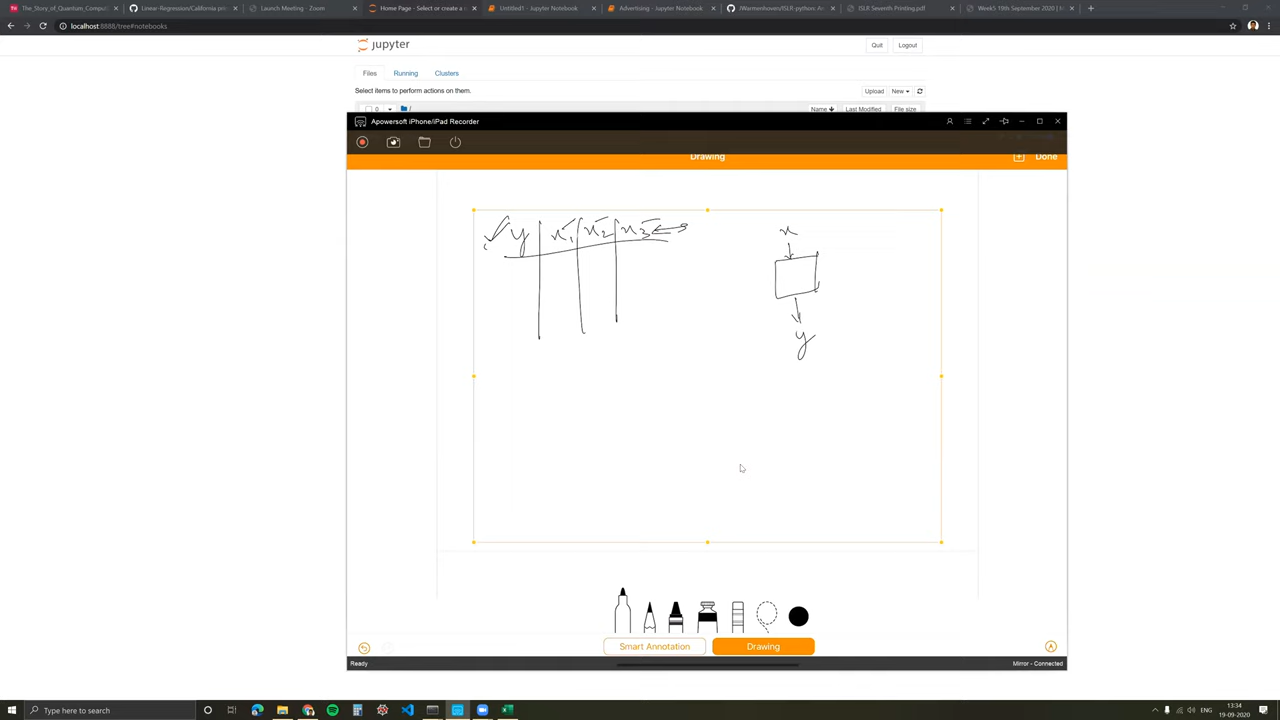 The_Story_of_Quantum_Comput
Linear-Regression/California pri
Launch Meeting - Zoom
Home Page - Select or create a
Untitled1 - Jupyter Notebook
Advertising - Jupyter Notebook
JWarmenhoven/ISLR-python: An
ISLR Seventh Printing.pdf
Week5 19th September 2020 |
localhost:8888/tree#notebooks
jupyter
Quit
Logout
Files
Running
Clusters
Select items to perform actions on them.
Upload
New
0
/
Name
Last Modified
File size
Apowersoft iPhone/iPad Recorder
Drawing
Done
y x1 x2 x3
x
y
Smart Annotation
Drawing
Ready
Mirror - Connected
Type here to search
ENG
13:34
19-09-2020